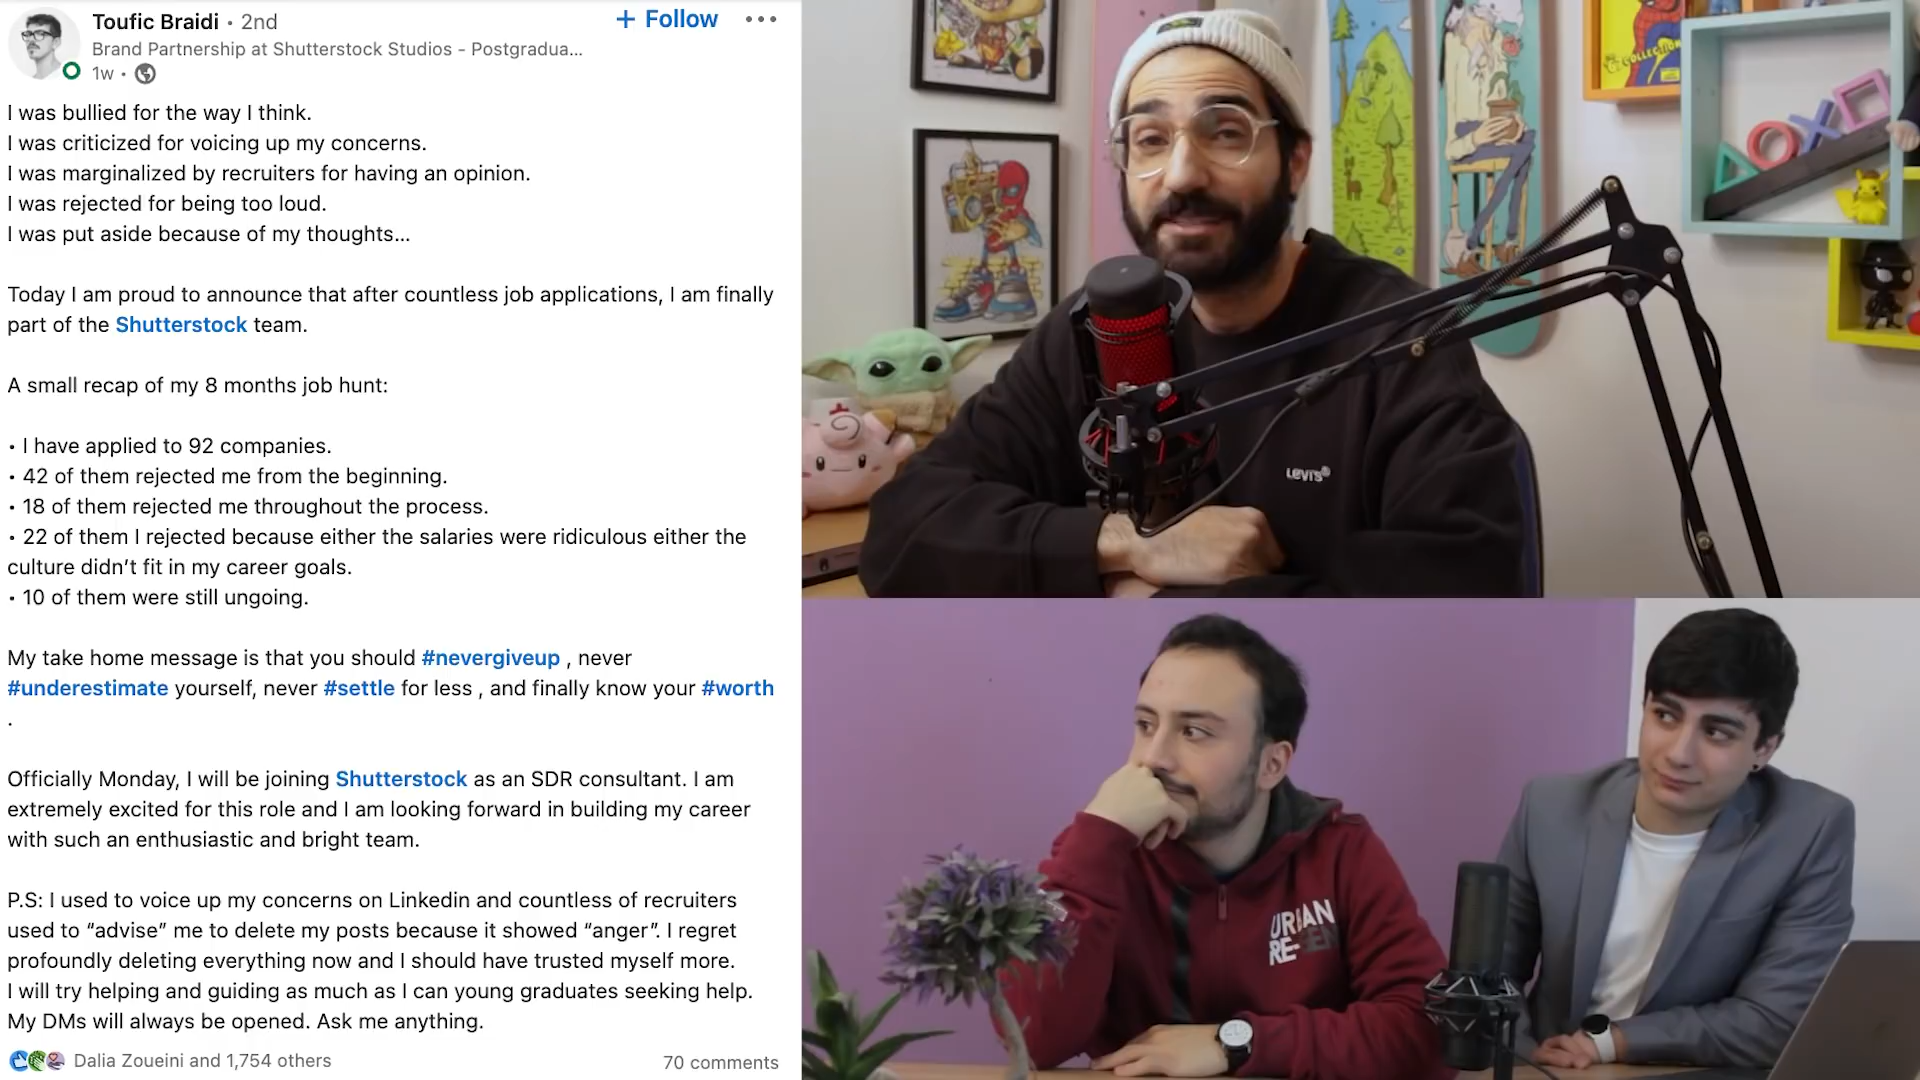 Toufic Braidi · 2nd
+ Follow
Brand Partnership at Shutterstock Studios - Postgradua...
1w ·
I was bullied for the way I think.
I was criticized for voicing up my concerns.
I was marginalized by recruiters for having an opinion.
I was rejected for being too loud.
I was put aside because of my thoughts...
Today I am proud to announce that after countless job applications, I am finally
part of the Shutterstock team.
A small recap of my 8 months job hunt:
• I have applied to 92 companies.
• 42 of them rejected me from the beginning.
• 18 of them rejected me throughout the process.
• 22 of them I rejected because either the salaries were ridiculous either the
culture didn't fit in my career goals.
• 10 of them were still ungoing.
My take home message is that you should #nevergiveup , never
#underestimate yourself, never #settle for less , and finally know your #worth
.
Officially Monday, I will be joining Shutterstock as an SDR consultant. I am
extremely excited for this role and I am looking forward in building my career
with such an enthusiastic and bright team.
P.S: I used to voice up my concerns on Linkedin and countless of recruiters
used to “advise” me to delete my posts because it showed “anger”. I regret
profoundly deleting everything now and I should have trusted myself more.
I will try helping and guiding as much as I can young graduates seeking help.
My DMs will always be opened. Ask me anything.
Dalia Zoueini and 1,754 others
70 comments
COLLECTION
Levi's
URBAN